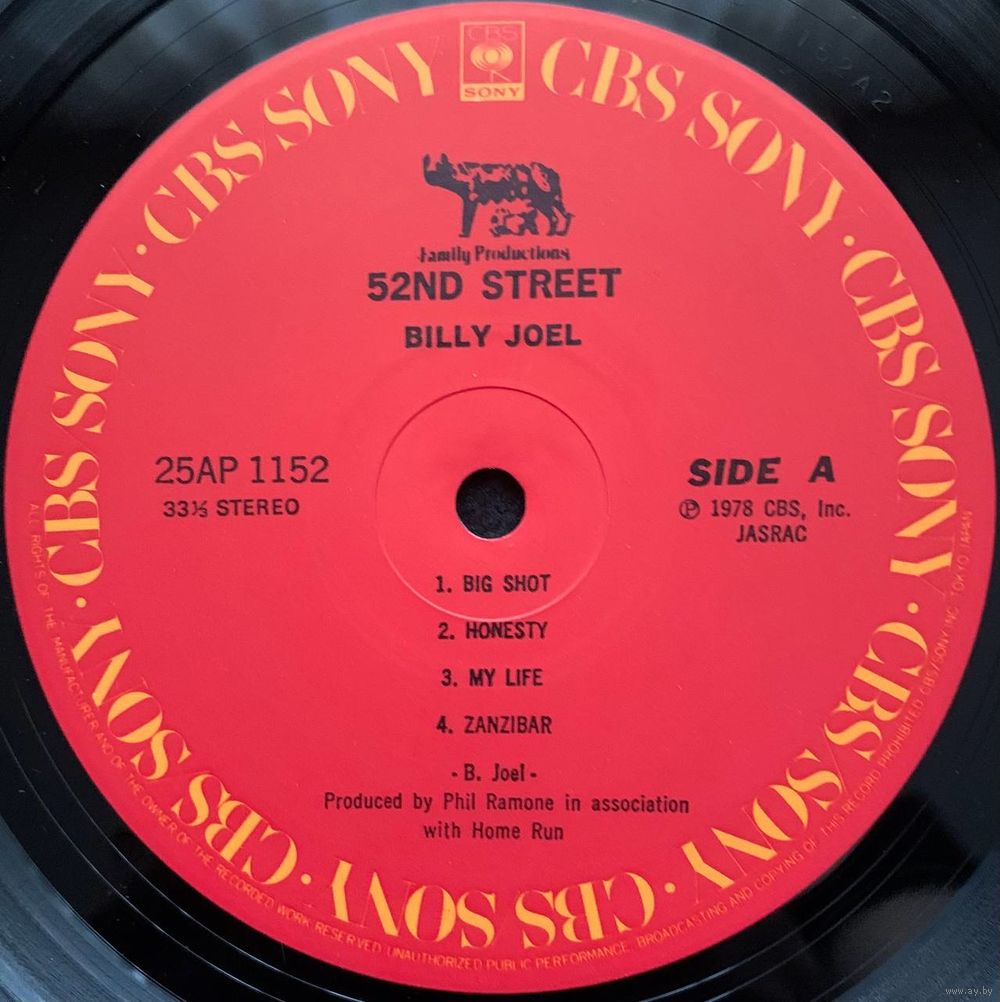 CBS
SONY
CBS/SONY · CBS SONY · CBS/SONY · CBS/SONY · CBS SONY · CBS SONY · CBS/SONY · CBS/SONY ·
1152A2
Family Productions
52ND STREET
BILLY JOEL
25AP 1152
33⅓ STEREO
SIDE A
Ⓟ 1978 CBS, Inc.
JASRAC
1. BIG SHOT
2. HONESTY
3. MY LIFE
4. ZANZIBAR
- B. Joel -
Produced by Phil Ramone in association
with Home Run
ALL RIGHTS OF THE MANUFACTURER AND OF THE OWNER OF THE RECORDED WORK RESERVED. UNAUTHORIZED PUBLIC PERFORMANCE, BROADCASTING AND COPYING OF THIS RECORD PROHIBITED CBS/SONY INC. TOKYO JAPAN
www.ay.by